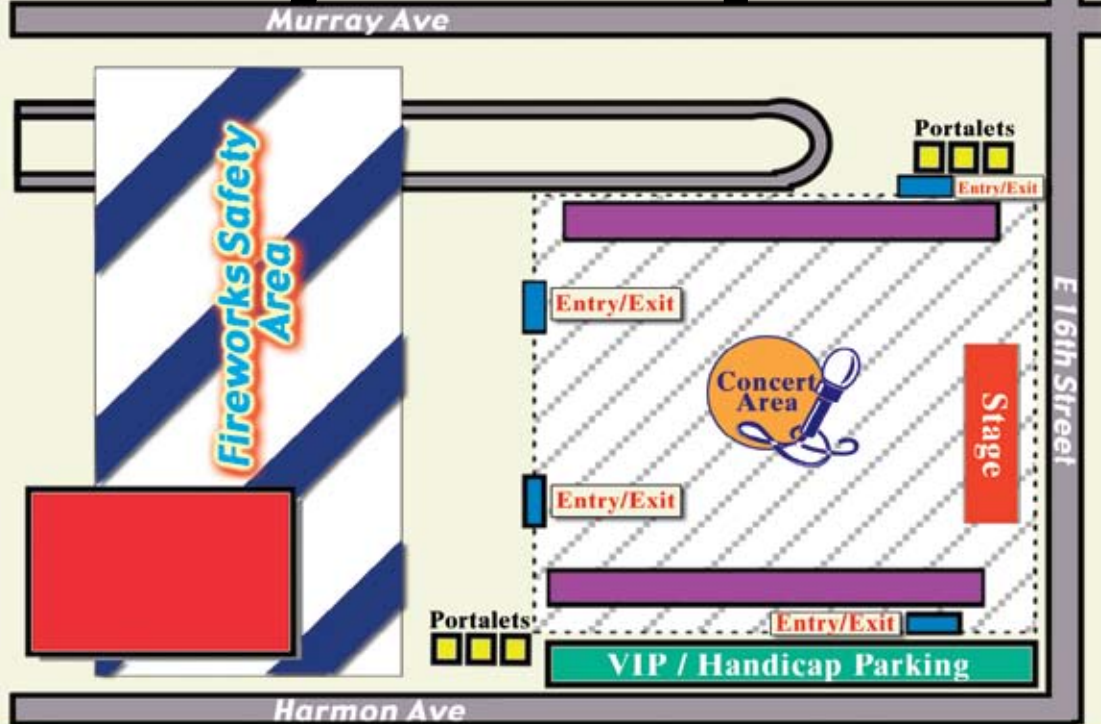 Murray Ave
Portalets
Entry/Exit
Fireworks Safety
Area
Entry/Exit
E 16th Street
Concert
Area
Stage
Entry/Exit
Portalets
Entry/Exit
VIP / Handicap Parking
Harmon Ave